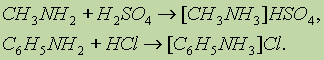 CH₃NH₂ + H₂SO₄ → [CH₃NH₃]HSO₄,
C₆H₅NH₂ + HCl → [C₆H₅NH₃]Cl.